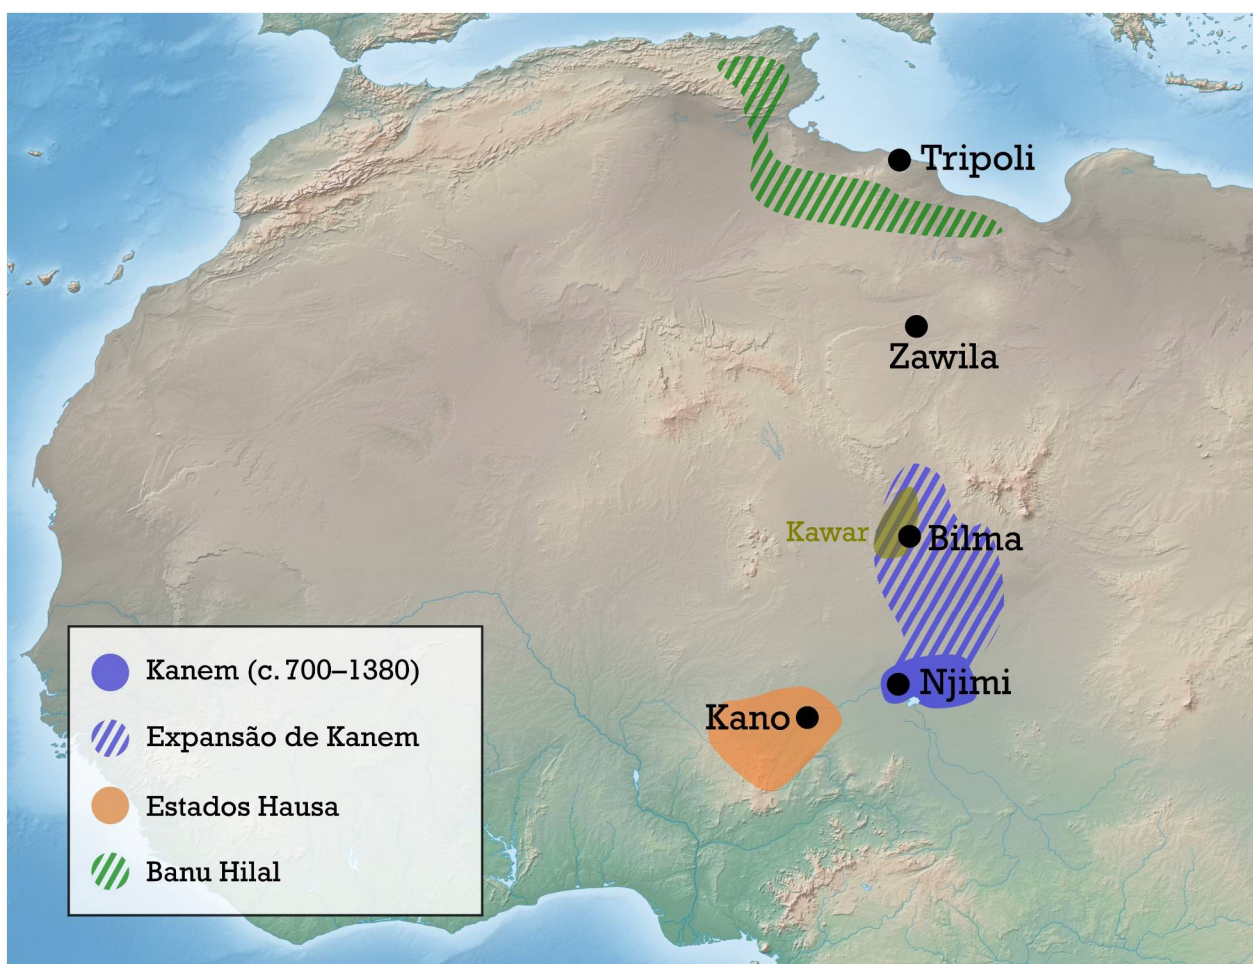 Tripoli
Zawila
Kawar
Bilma
Njimi
Kano
Kanem (c. 700–1380)
Expansão de Kanem
Estados Hausa
Banu Hilal